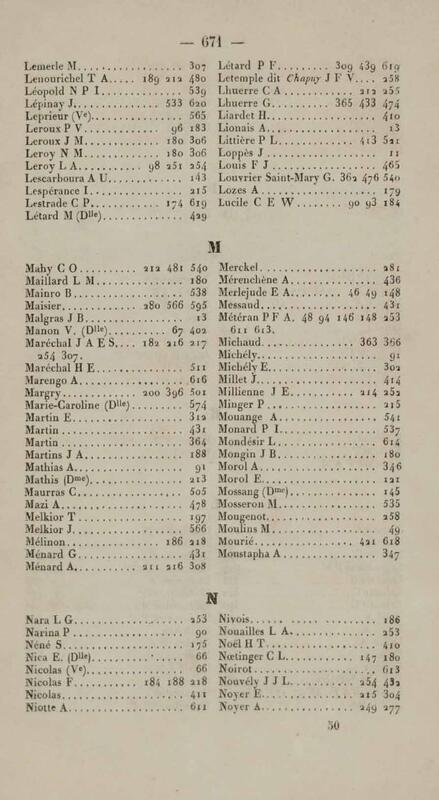 — 671 —
Lemerle M.......... 307
Lenourichel T A..... 189 212 480
Léopold N P I.......... 539
Lépinay J.......... 533 620
Leprieur (Ve).......... 565
Leroux P V.......... 96 183
Leroux J M.......... 180 306
Leroy N M.......... 180 306
Leroy L A.......... 98 251 254
Lescarboura A U.......... 143
Lespérance I.......... 215
Lestrade C P.......... 174 619
Létard M (Dlle).......... 429
Létard P F.......... 309 439 619
Letemple dit Chapuy J F V.... 258
Lhuerre C A.......... 212 255
Lhuerre G.......... 365 433 474
Liardet H.......... 410
Lionais A.......... 13
Littière P L.......... 413 521
Loppès J.......... 11
Louis F J.......... 465
Louvrier Saint-Mary G. 362 476 540
Lozes A.......... 179
Lucile C E W.......... 90 93 184
M
Mahy C O.......... 212 481 540
Maillard L M.......... 180
Mainro B.......... 538
Maisier.......... 280 566 595
Malgras J B.......... 13
Manon V. (Dlle).......... 67 402
Maréchal J A E S.... 182 216 217
254 307.
Maréchal H E.......... 511
Marengo A.......... 616
Margry.......... 200 396 501
Marie-Caroline (Dlle).......... 574
Martin E.......... 312
Martin.......... 431
Martin.......... 364
Martins J A.......... 188
Mathias A.......... 91
Mathis (Dme).......... 213
Maurras C.......... 505
Mazi A.......... 478
Melkior T.......... 197
Melkior J.......... 566
Mélinon.......... 186 218
Ménard G.......... 431
Ménard A.......... 211 216 308
Merckel.......... 281
Mérenchène A.......... 436
Merlejude E A.......... 46 49 148
Messaud.......... 431
Météran P F A. 48 94 146 148 253
611 613.
Michaud.......... 363 366
Michély.......... 91
Michély E.......... 302
Millet J.......... 414
Millienne J E.......... 214 252
Minger P.......... 215
Mouange A.......... 541
Monard P I.......... 537
Mondésir L.......... 614
Mongin J B.......... 180
Morol A.......... 346
Morol E.......... 121
Mossang (Dme).......... 145
Mosseron M.......... 535
Mougenot.......... 258
Moulins M.......... 49
Mourié.......... 421 618
Moustapha A.......... 347
N
Nara L G.......... 253
Narina P.......... 90
Néné S.......... 175
Nica E. (Dlle).......... 66
Nicolas (Ve).......... 66
Nicolas F.......... 184 188 218
Nicolas.......... 411
Niotte A.......... 611
Nivois.......... 186
Nouailles L A.......... 253
Noël H T.......... 410
Nœtinger C L.......... 147 180
Noirot.......... 613
Nouvély J J L.......... 254 432
Noyer E.......... 215 304
Noyer A.......... 249 277
50